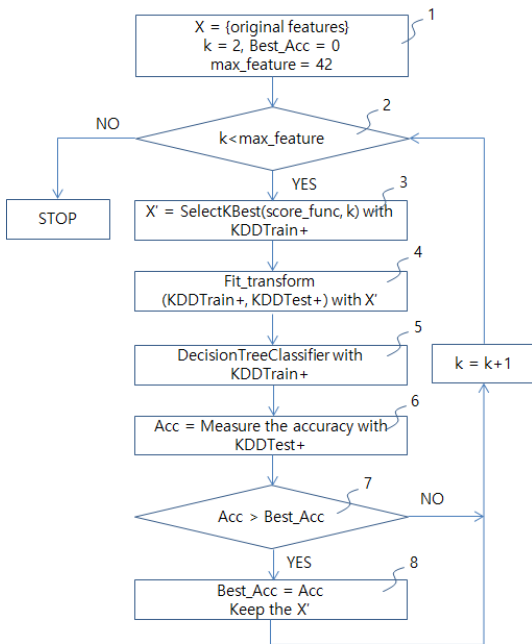 1
X = {original features}
k = 2, Best_Acc = 0
max_feature = 42
2
NO
k<max_feature
YES
3
STOP
X' = SelectKBest(score_func, k) with
KDDTrain+
4
Fit_transform
(KDDTrain+, KDDTest+) with X'
5
DecisionTreeClassifier with
KDDTrain+
k = k+1
6
Acc = Measure the accuracy with
KDDTest+
7
NO
Acc > Best_Acc
YES
8
Best_Acc = Acc
Keep the X'